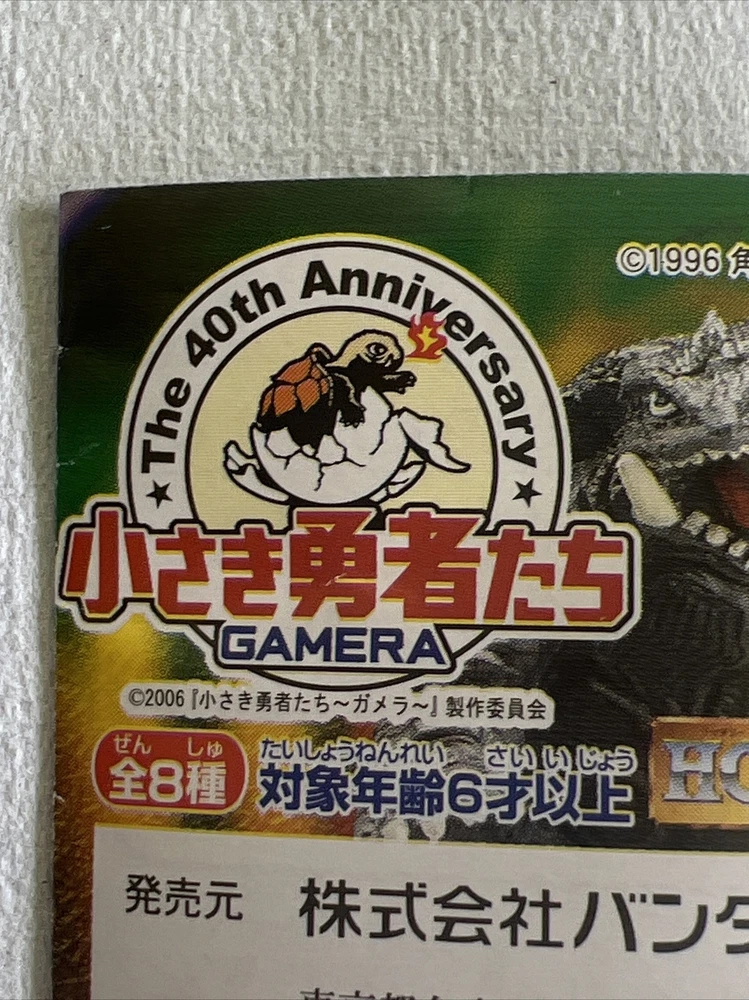 ©1996 角
★The 40th Anniversary★
小さき勇者たち
GAMERA
©2006『小さき勇者たち～ガメラ～』製作委員会
ぜん しゅ
全8種
たいしょうねんれい さい いじょう
対象年齢6才以上
HO
発売元 株式会社バンダ